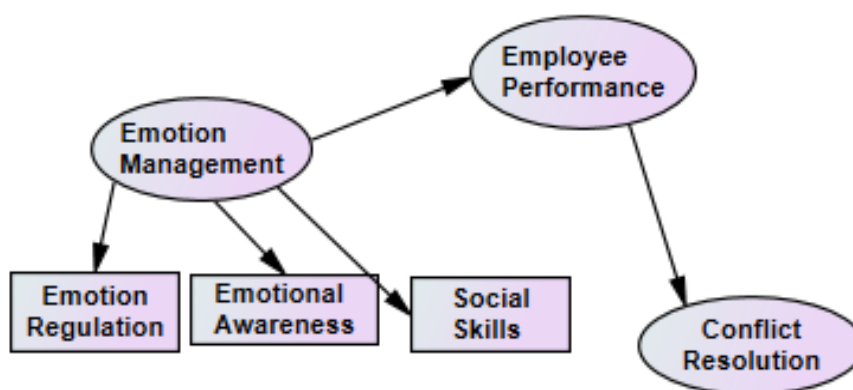 Employee
Performance
Emotion
Management
Emotion
Regulation
Emotional
Awareness
Social
Skills
Conflict
Resolution